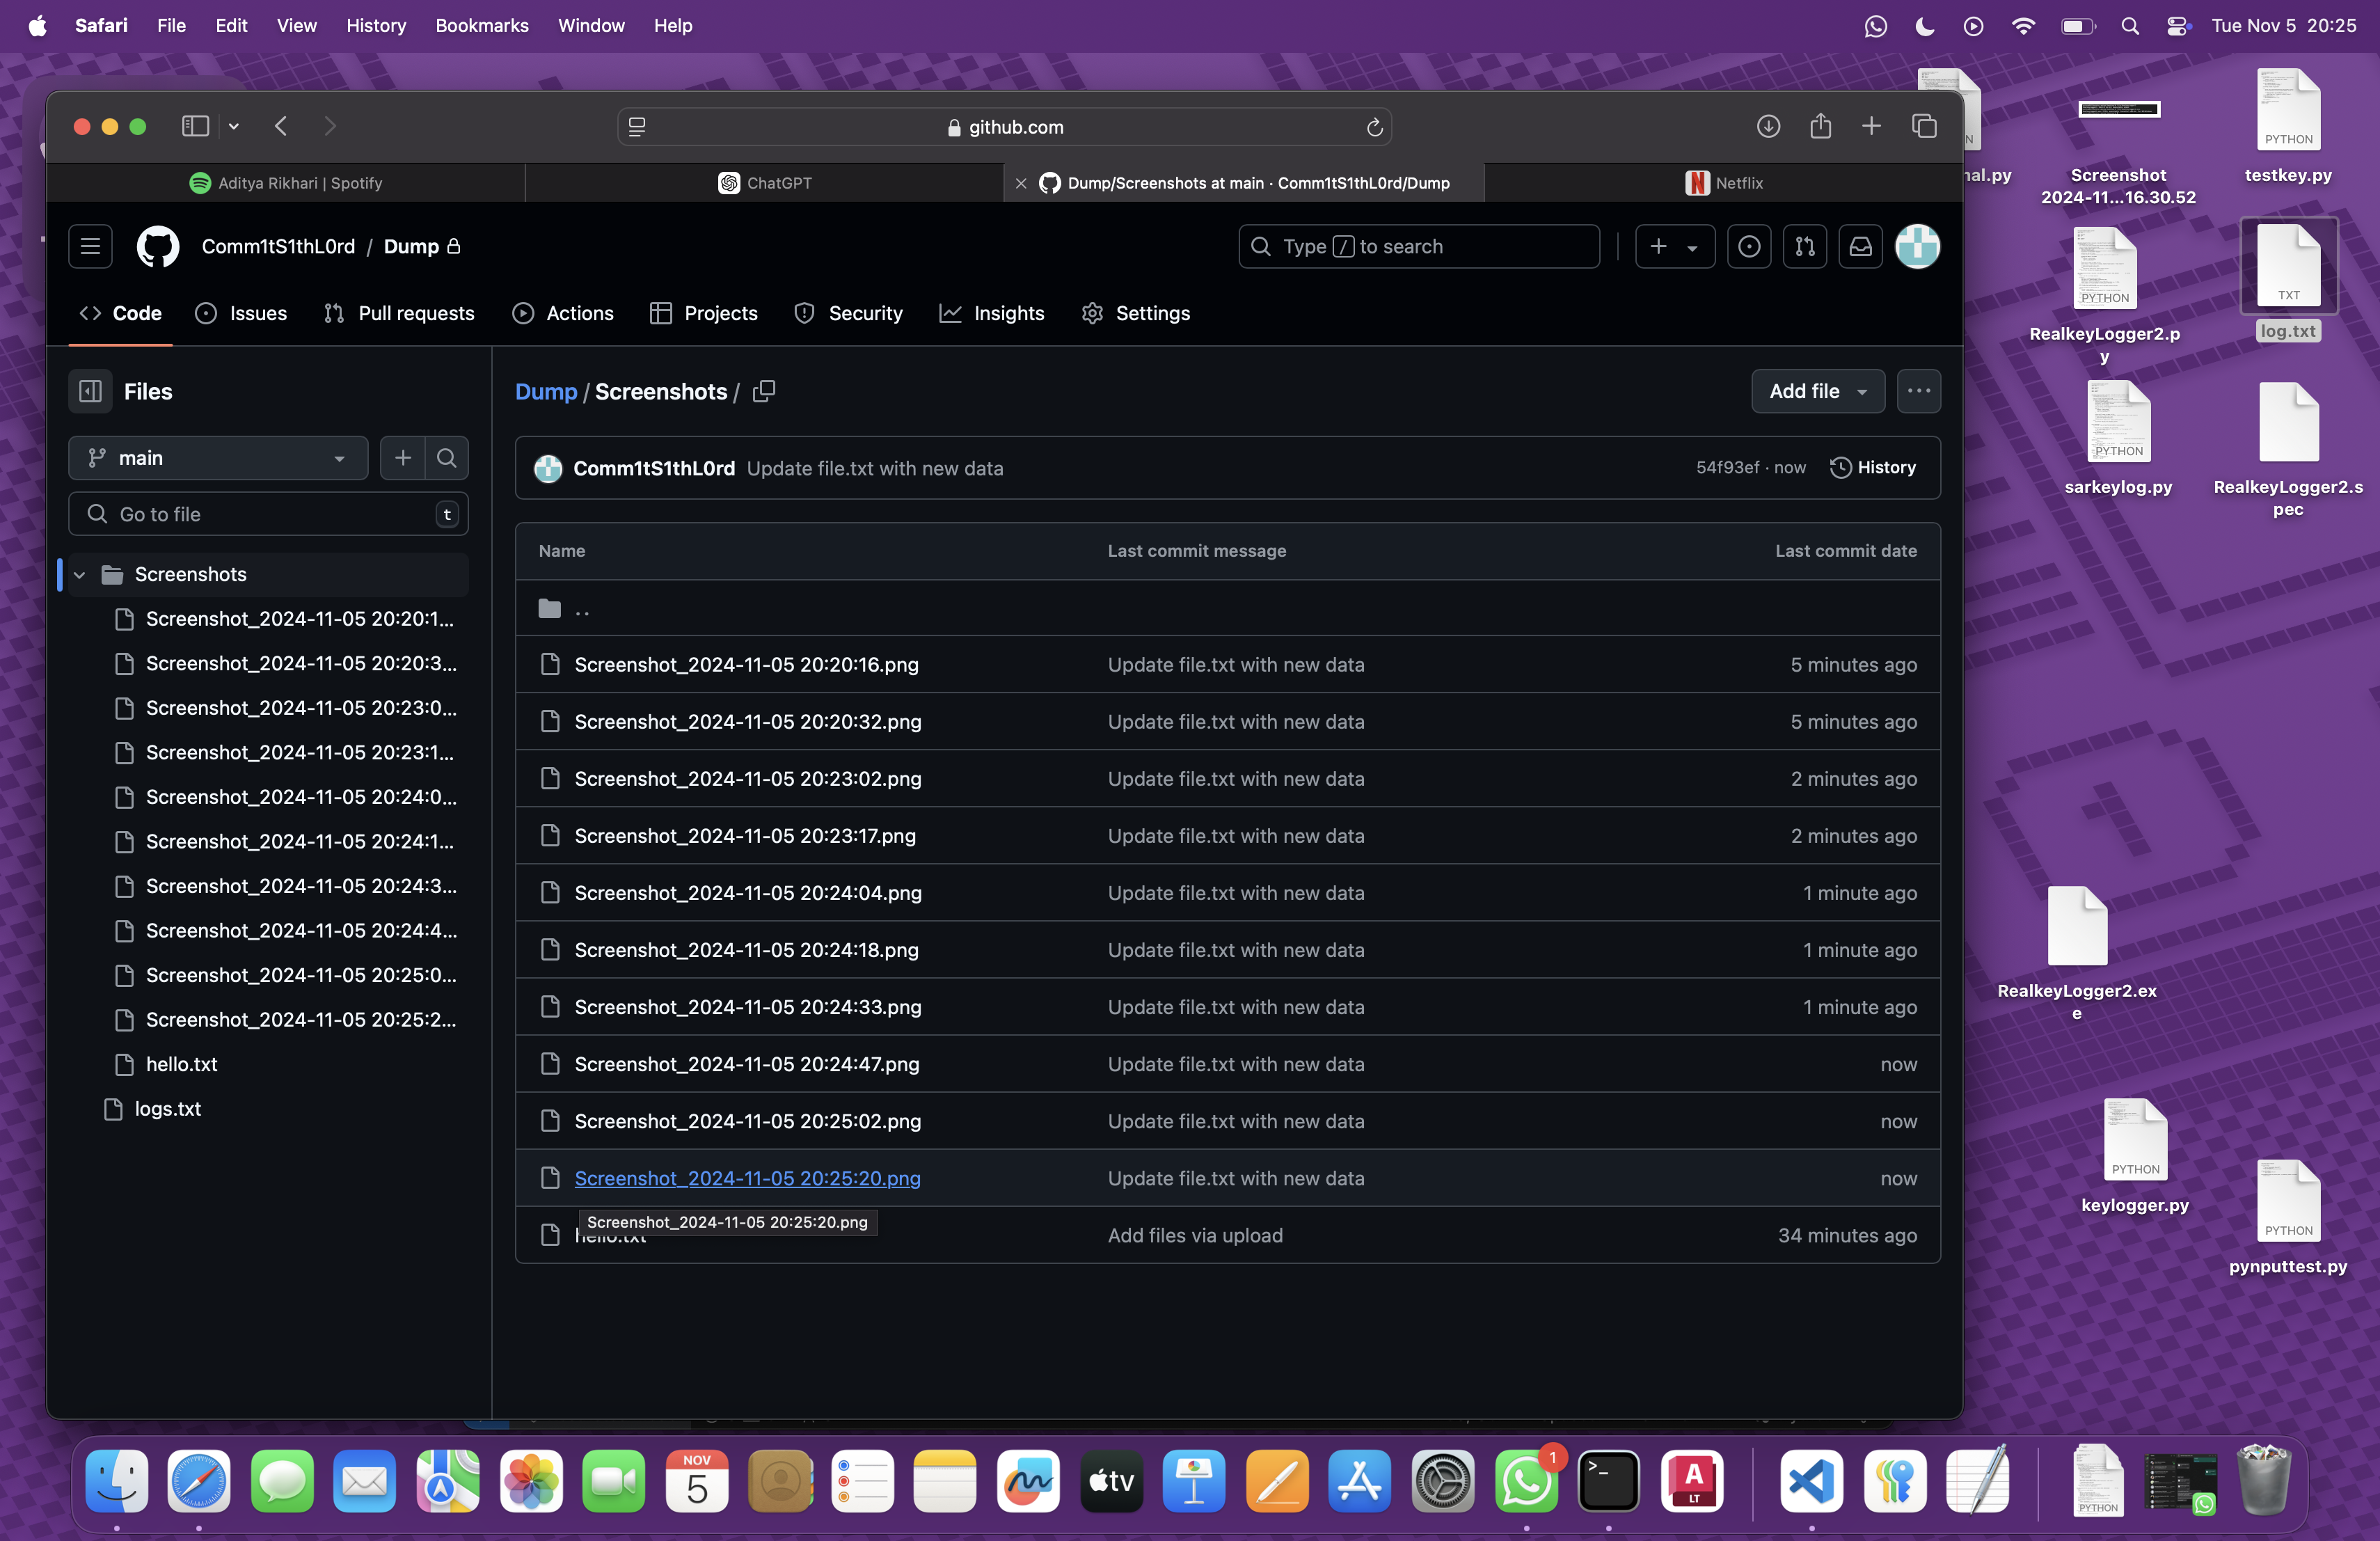 Safari File Edit View History Bookmarks Window Help
Tue Nov 5 20:25
github.com
Aditya Rikhari | Spotify
ChatGPT
Dump/Screenshots at main · Comm1tS1thL0rd/Dump
Netflix
Comm1tS1thL0rd / Dump
Type / to search
Code
Issues
Pull requests
Actions
Projects
Security
Insights
Settings
Files
main
Go to file
t
Screenshots
Screenshot_2024-11-05 20:20:1...
Screenshot_2024-11-05 20:20:3...
Screenshot_2024-11-05 20:23:0...
Screenshot_2024-11-05 20:23:1...
Screenshot_2024-11-05 20:24:0...
Screenshot_2024-11-05 20:24:1...
Screenshot_2024-11-05 20:24:3...
Screenshot_2024-11-05 20:24:4...
Screenshot_2024-11-05 20:25:0...
Screenshot_2024-11-05 20:25:2...
hello.txt
logs.txt
Dump / Screenshots /
Add file
Comm1tS1thL0rd Update file.txt with new data
54f93ef · now
History
Name Last commit message Last commit date
..
Screenshot_2024-11-05 20:20:16.png Update file.txt with new data 5 minutes ago
Screenshot_2024-11-05 20:20:32.png Update file.txt with new data 5 minutes ago
Screenshot_2024-11-05 20:23:02.png Update file.txt with new data 2 minutes ago
Screenshot_2024-11-05 20:23:17.png Update file.txt with new data 2 minutes ago
Screenshot_2024-11-05 20:24:04.png Update file.txt with new data 1 minute ago
Screenshot_2024-11-05 20:24:18.png Update file.txt with new data 1 minute ago
Screenshot_2024-11-05 20:24:33.png Update file.txt with new data 1 minute ago
Screenshot_2024-11-05 20:24:47.png Update file.txt with new data now
Screenshot_2024-11-05 20:25:02.png Update file.txt with new data now
Screenshot_2024-11-05 20:25:20.png Update file.txt with new data now
Screenshot_2024-11-05 20:25:20.png
hello.txt Add files via upload 34 minutes ago
N
nal.py
Screenshot
2024-11...16.30.52
PYTHON
testkey.py
PYTHON
RealkeyLogger2.p
y
TXT
log.txt
PYTHON
sarkeylog.py
RealkeyLogger2.s
pec
RealkeyLogger2.ex
e
PYTHON
keylogger.py
PYTHON
pynputtest.py
NOV
5
tv
1
>_
A
LT
PYTHON